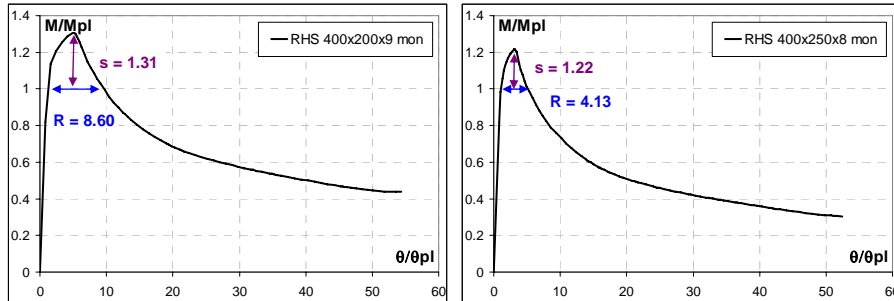 M/Mpl
RHS 400x200x9 mon
s = 1.31
R = 8.60
1.4
1.2
1
0.8
0.6
0.4
0.2
0
θ/θpl
0 10 20 30 40 50 60
M/Mpl
RHS 400x250x8 mon
s = 1.22
R = 4.13
1.4
1.2
1
0.8
0.6
0.4
0.2
0
θ/θpl
0 10 20 30 40 50 60